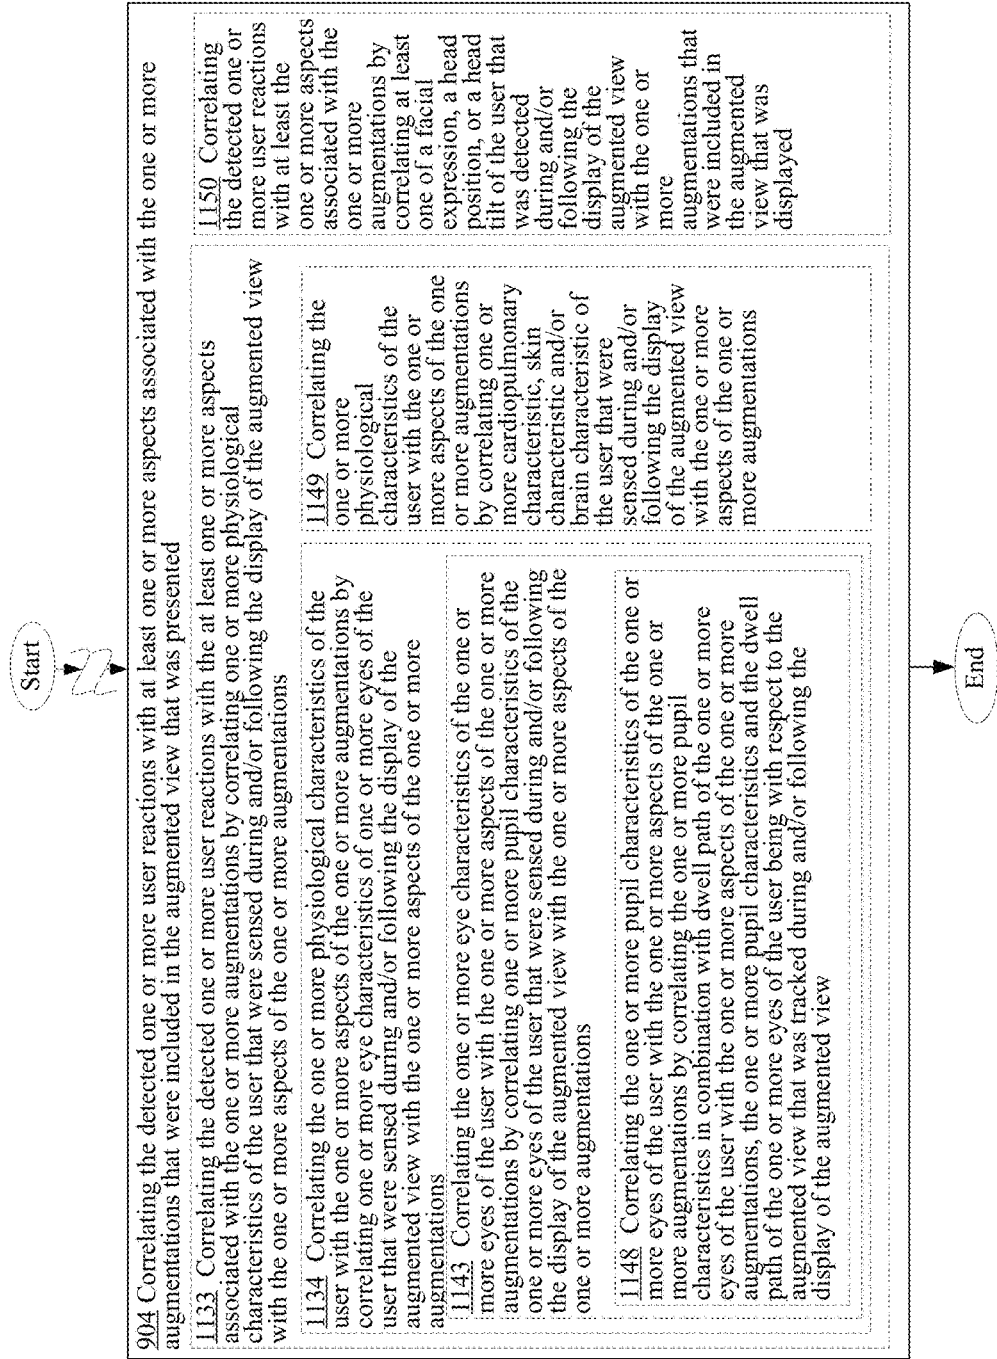 Start
904 Correlating the detected one or more user reactions with at least one or more aspects associated with the one or more
augmentations that were included in the augmented view that was presented
1133 Correlating the detected one or more user reactions with the at least one or more aspects
associated with the one or more augmentations by correlating one or more physiological
characteristics of the user that were sensed during and/or following the display of the augmented view
with the one or more aspects of the one or more augmentations
1134 Correlating the one or more physiological characteristics of the
user with the one or more aspects of the one or more augmentations by
correlating one or more eye characteristics of one or more eyes of the
user that were sensed during and/or following the display of the
augmented view with the one or more aspects of the one or more
augmentations
1143 Correlating the one or more eye characteristics of the one or
more eyes of the user with the one or more aspects of the one or more
augmentations by correlating one or more pupil characteristics of the
one or more eyes of the user that were sensed during and/or following
the display of the augmented view with the one or more aspects of the
one or more augmentations
1148 Correlating the one or more pupil characteristics of the one or
more eyes of the user with the one or more aspects of the one or
more augmentations by correlating the one or more pupil
characteristics in combination with dwell path of the one or more
eyes of the user with the one or more aspects of the one or more
augmentations, the one or more pupil characteristics and the dwell
path of the one or more eyes of the user being with respect to the
augmented view that was tracked during and/or following the
display of the augmented view
1149 Correlating the
one or more
physiological
characteristics of the
user with the one or
more aspects of the one
or more augmentations
by correlating one or
more cardiopulmonary
characteristic, skin
characteristic and/or
brain characteristic of
the user that were
sensed during and/or
following the display
of the augmented view
with the one or more
aspects of the one or
more augmentations
1150 Correlating
the detected one or
more user reactions
with at least the
one or more aspects
associated with the
one or more
augmentations by
correlating at least
one of a facial
expression, a head
position, or a head
tilt of the user that
was detected
during and/or
following the
display of the
augmented view
with the one or
more
augmentations that
were included in
the augmented
view that was
displayed
End